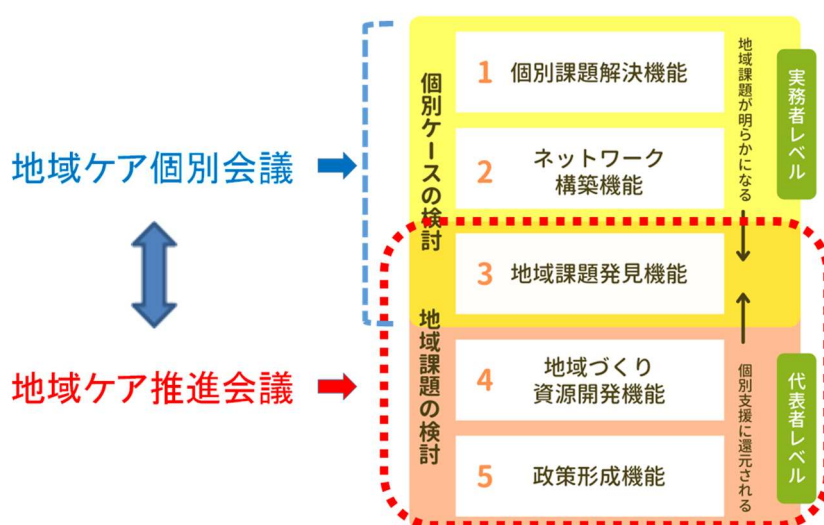 地域ケア個別会議
地域ケア推進会議
個別ケースの検討
1 個別課題解決機能
2 ネットワーク
構築機能
3 地域課題発見機能
地域課題の検討
4 地域づくり
資源開発機能
5 政策形成機能
地域課題が明らかになる
個別支援に還元される
実務者レベル
代表者レベル